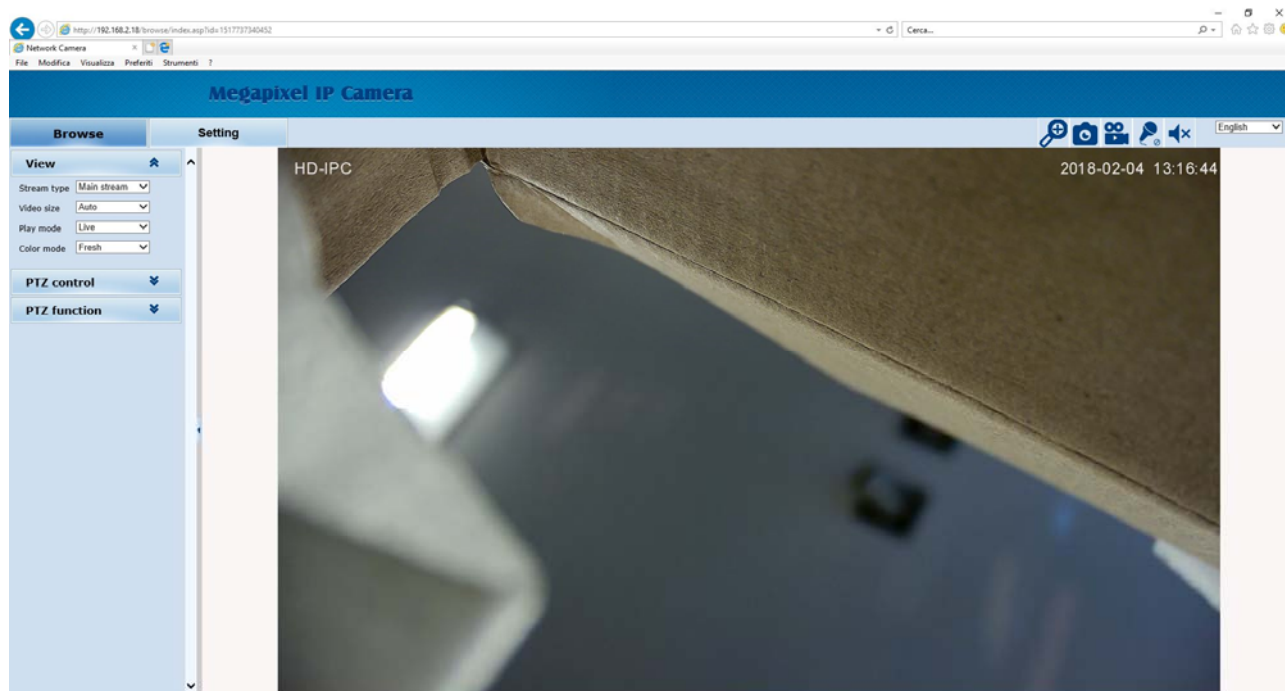 http://192.168.2.18/browse/index.asp?id=1517737340452
Cerca...
Network Camera
File Modifica Visualizza Preferiti Strumenti ?
Megapixel IP Camera
Browse Setting English
View
Stream type Main stream
Video size Auto
Play mode Live
Color mode Fresh
PTZ control
PTZ function
HD-IPC 2018-02-04 13:16:44